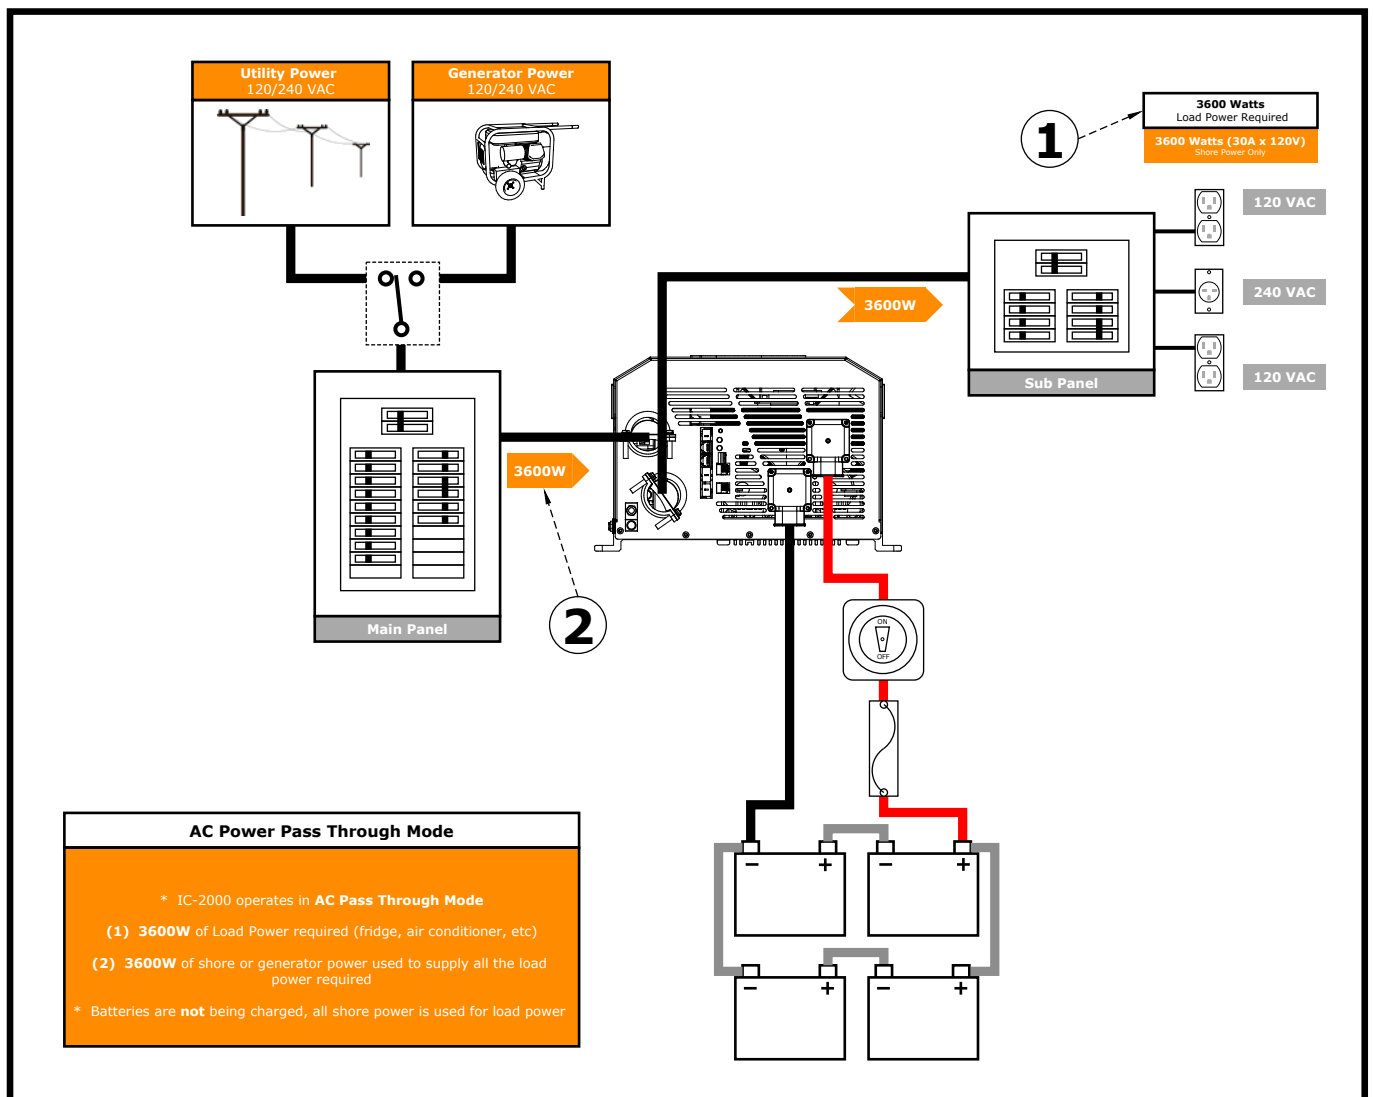 Utility Power
120/240 VAC
Generator Power
120/240 VAC
1
3600 Watts
Load Power Required
3600 Watts (30A x 120V)
Shore Power Only
120 VAC
240 VAC
120 VAC
Sub Panel
3600W
3600W
2
Main Panel
ON
OFF
− + − +
− + − +
AC Power Pass Through Mode
* IC-2000 operates in AC Pass Through Mode
(1) 3600W of Load Power required (fridge, air conditioner, etc)
(2) 3600W of shore or generator power used to supply all the load
power required
* Batteries are not being charged, all shore power is used for load power